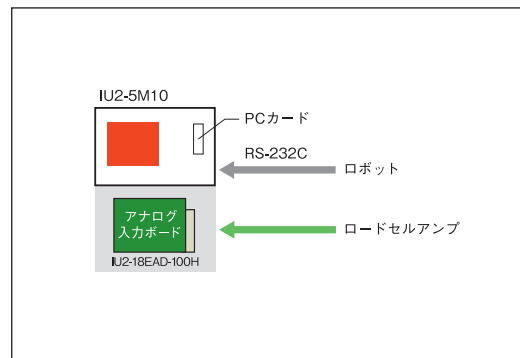 IU2-5M10
PCカード
RS-232C
ロボット
アナログ
入力ボード
ロードセルアンプ
IU2-18EAD-100H